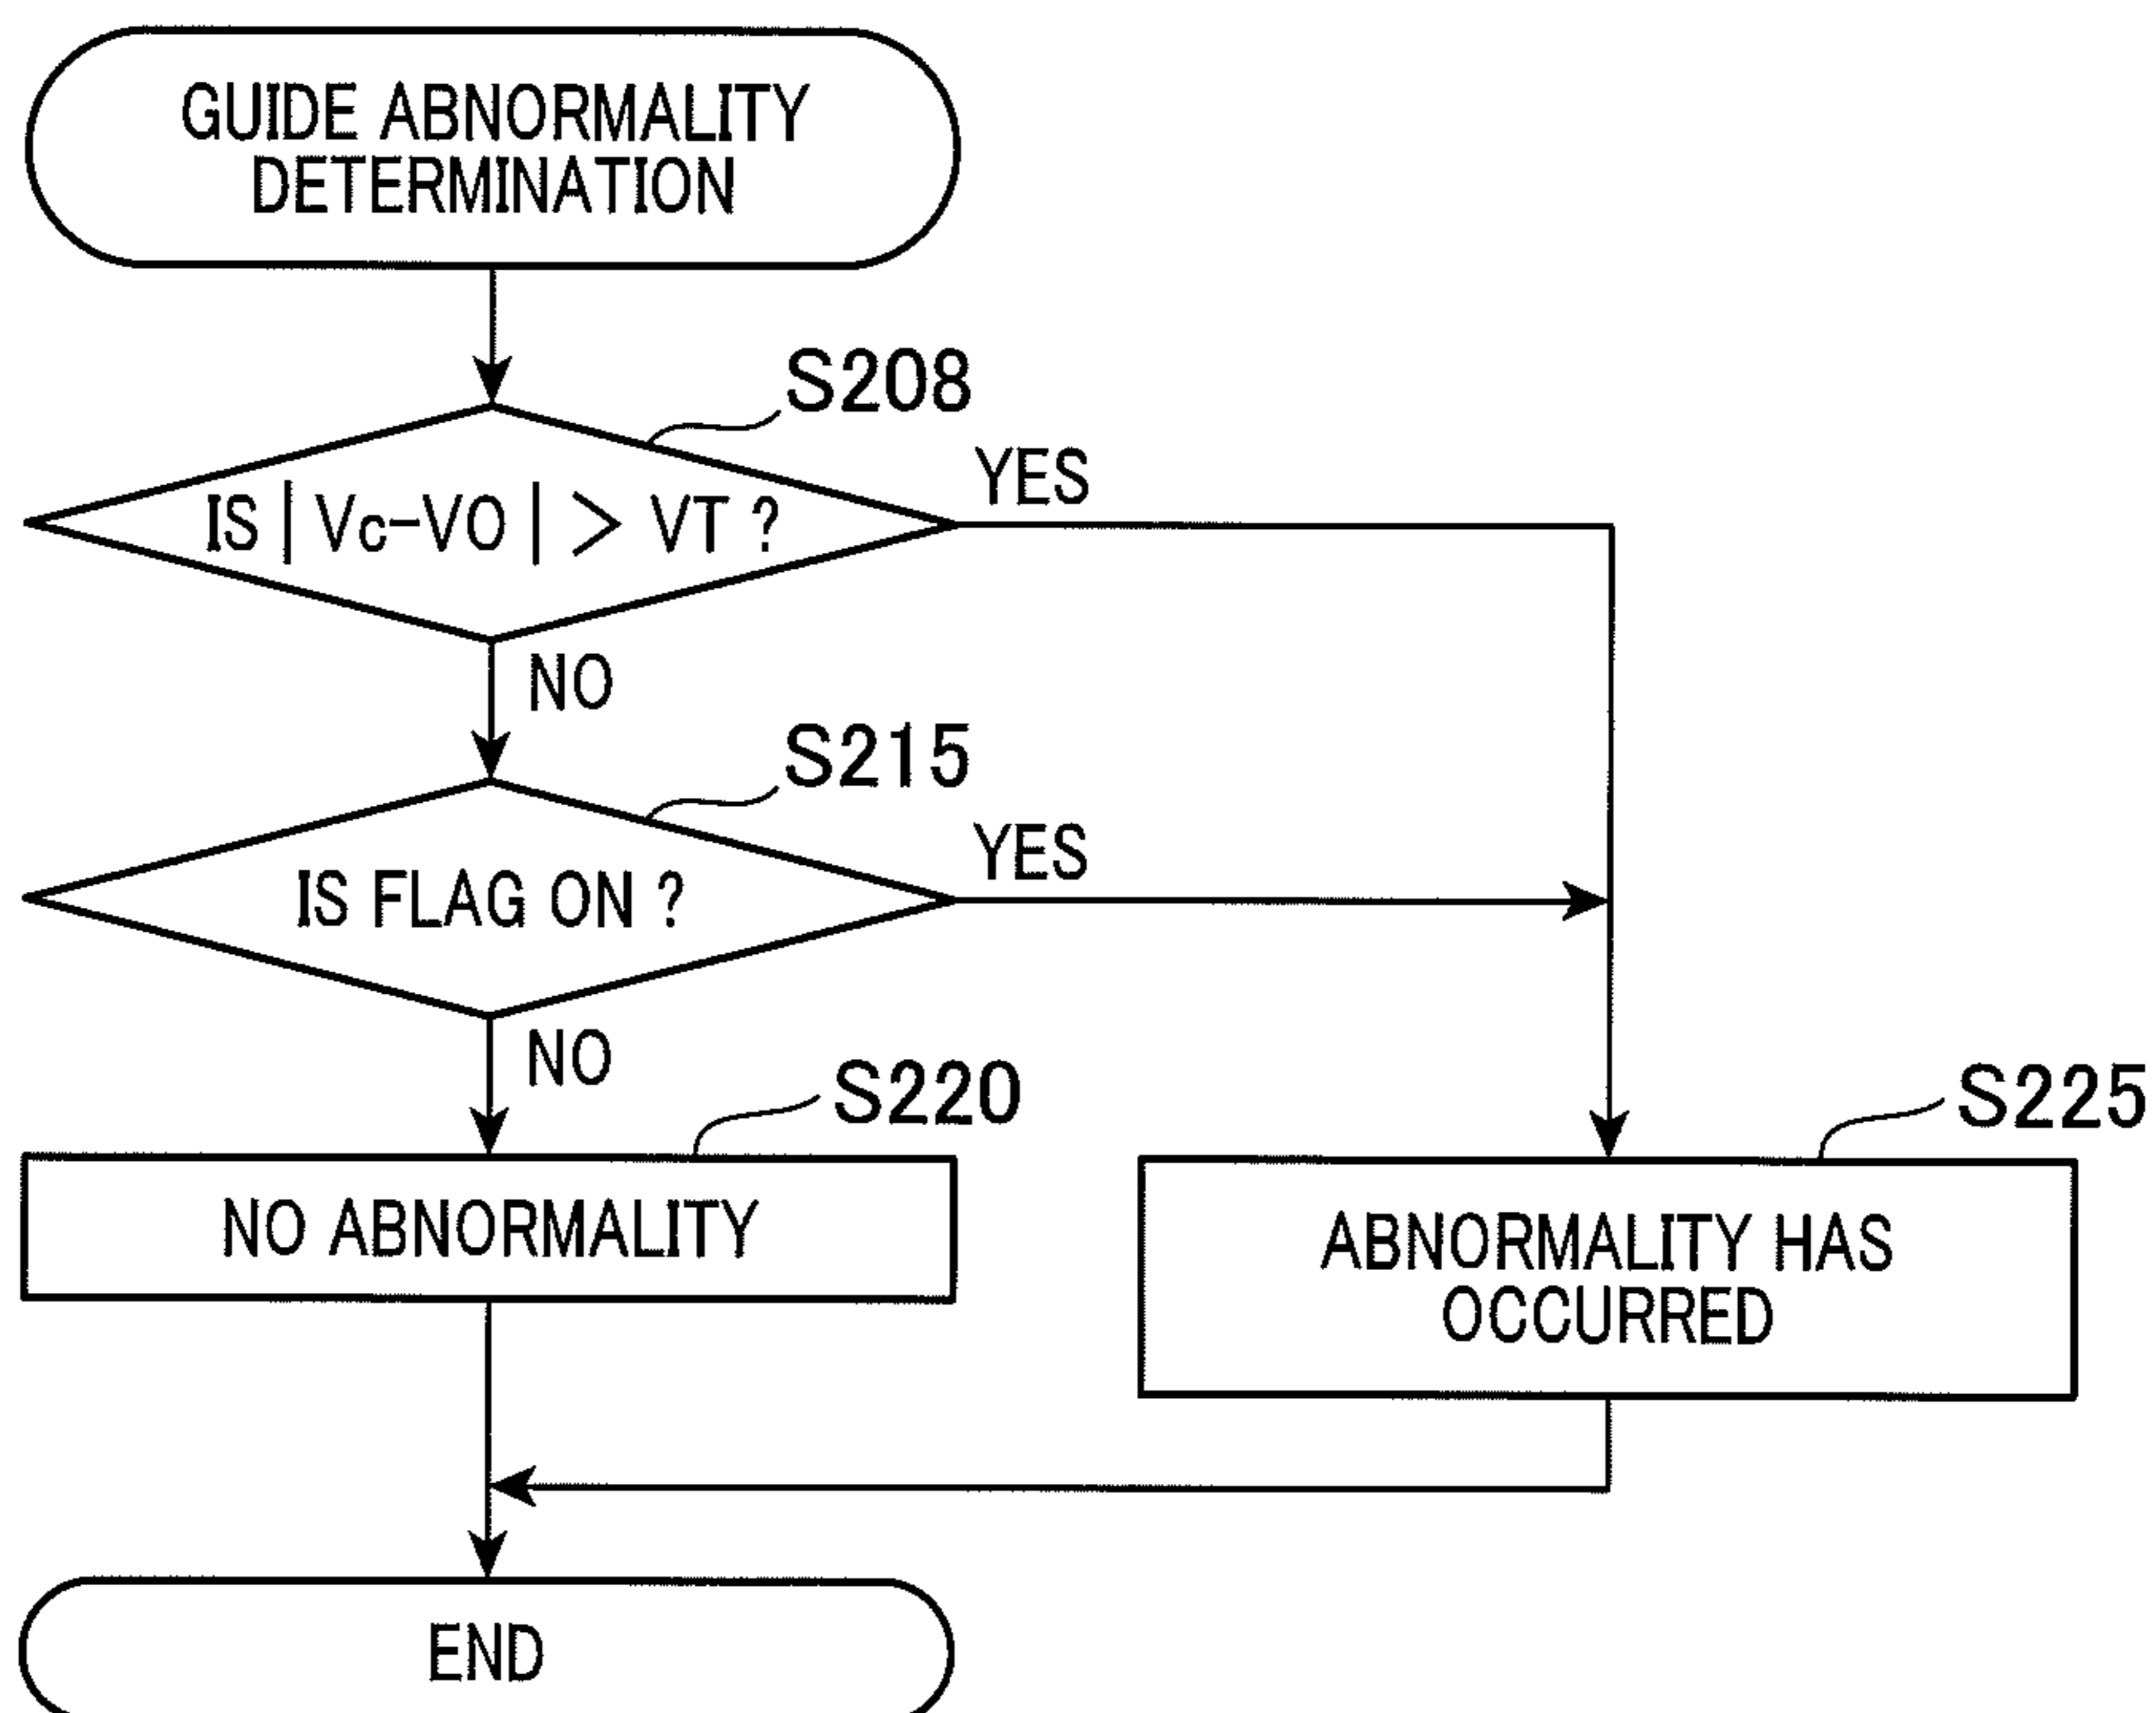 GUIDE ABNORMALITY
DETERMINATION
S208
IS | Vc-VO | > VT ?
YES
NO
S215
IS FLAG ON ?
YES
NO
S220
NO ABNORMALITY
S225
ABNORMALITY HAS
OCCURRED
END